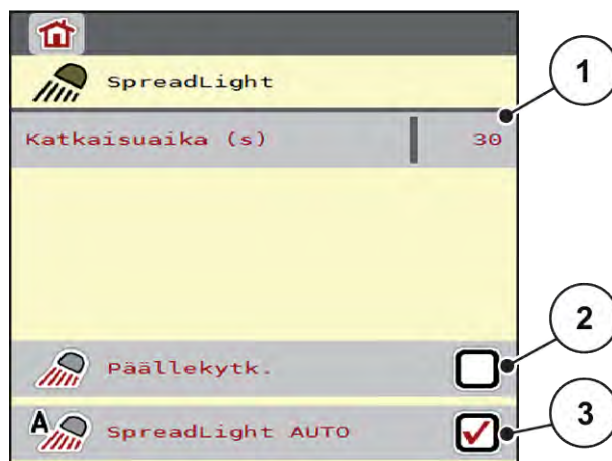 SpreadLight
1
Katkaisuaika (s) 30
2
Päällekytk.
A
3
SpreadLight AUTO